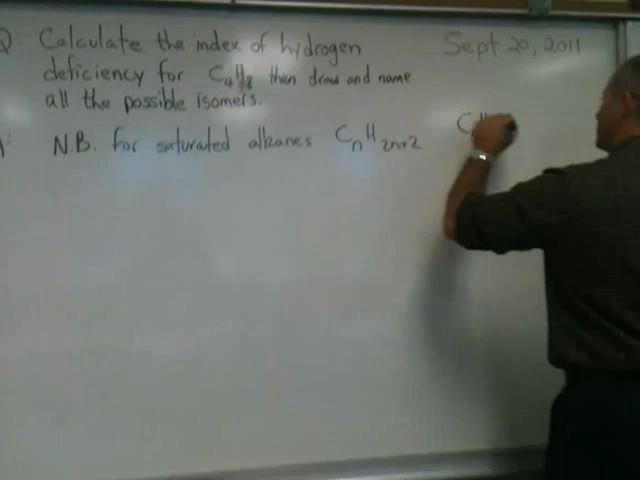 Q Calculate the index of hydrogen
deficiency for C₄H₈ then draw and name
all the possible isomers.
Sept 20, 2011
A: N.B. for saturated alkanes CₙH₂ₙ₊₂
C